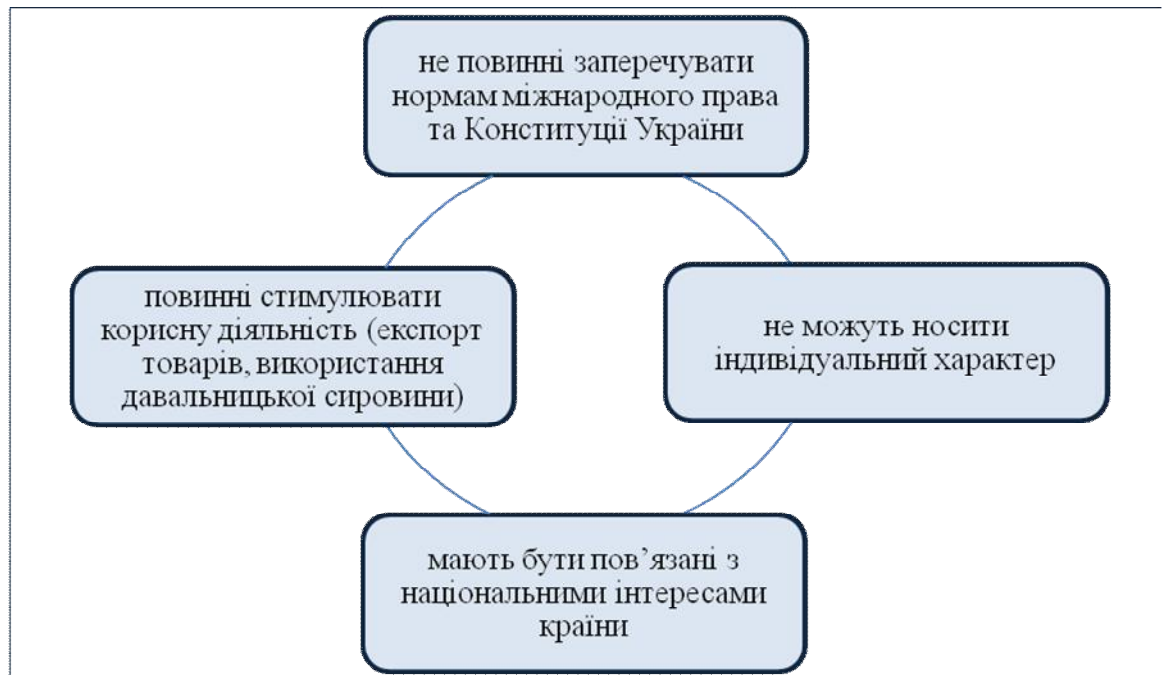 не повинні заперечувати
нормам міжнародного права
та Конституції України
повинні стимулювати
корисну діяльність (експорт
товарів, використання
давальницької сировини)
не можуть носити
індивідуальний характер
мають бути пов’язані з
національними інтересами
країни